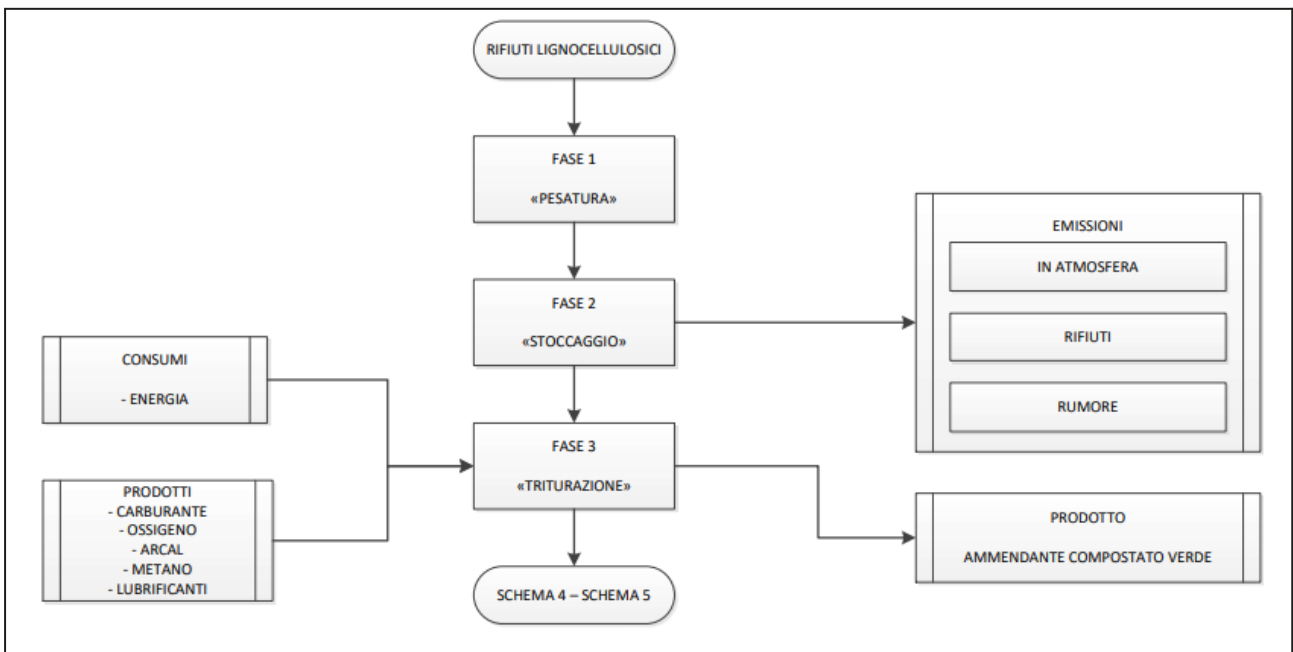 RIFIUTI LIGNOCELLULOSICI
FASE 1
«PESATURA»
FASE 2
«STOCCAGGIO»
EMISSIONI
IN ATMOSFERA
RIFIUTI
RUMORE
CONSUMI
- ENERGIA
FASE 3
«TRITURAZIONE»
PRODOTTI
- CARBURANTE
- OSSIGENO
- ARCAL
- METANO
- LUBRIFICANTI
PRODOTTO
AMMENDANTE COMPOSTATO VERDE
SCHEMA 4 – SCHEMA 5